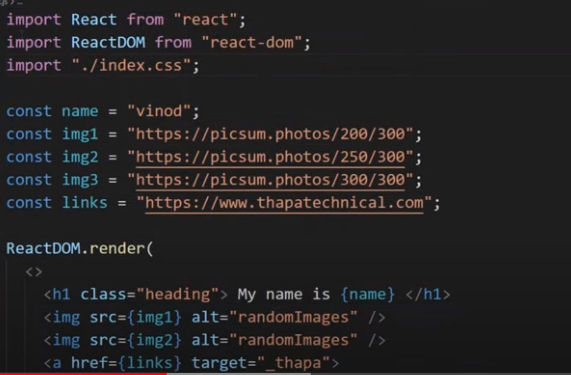 import React from "react";
import ReactDOM from "react-dom";
import "./index.css";
const name = "vinod";
const img1 = "https://picsum.photos/200/300";
const img2 = "https://picsum.photos/250/300";
const img3 = "https://picsum.photos/300/300";
const links = "https://www.thapatechnical.com";
ReactDOM.render(
<>
<h1 class="heading"> My name is {name} </h1>
<img src={img1} alt="randomImages" />
<img src={img2} alt="randomImages" />
<a href={links} target="_thapa">